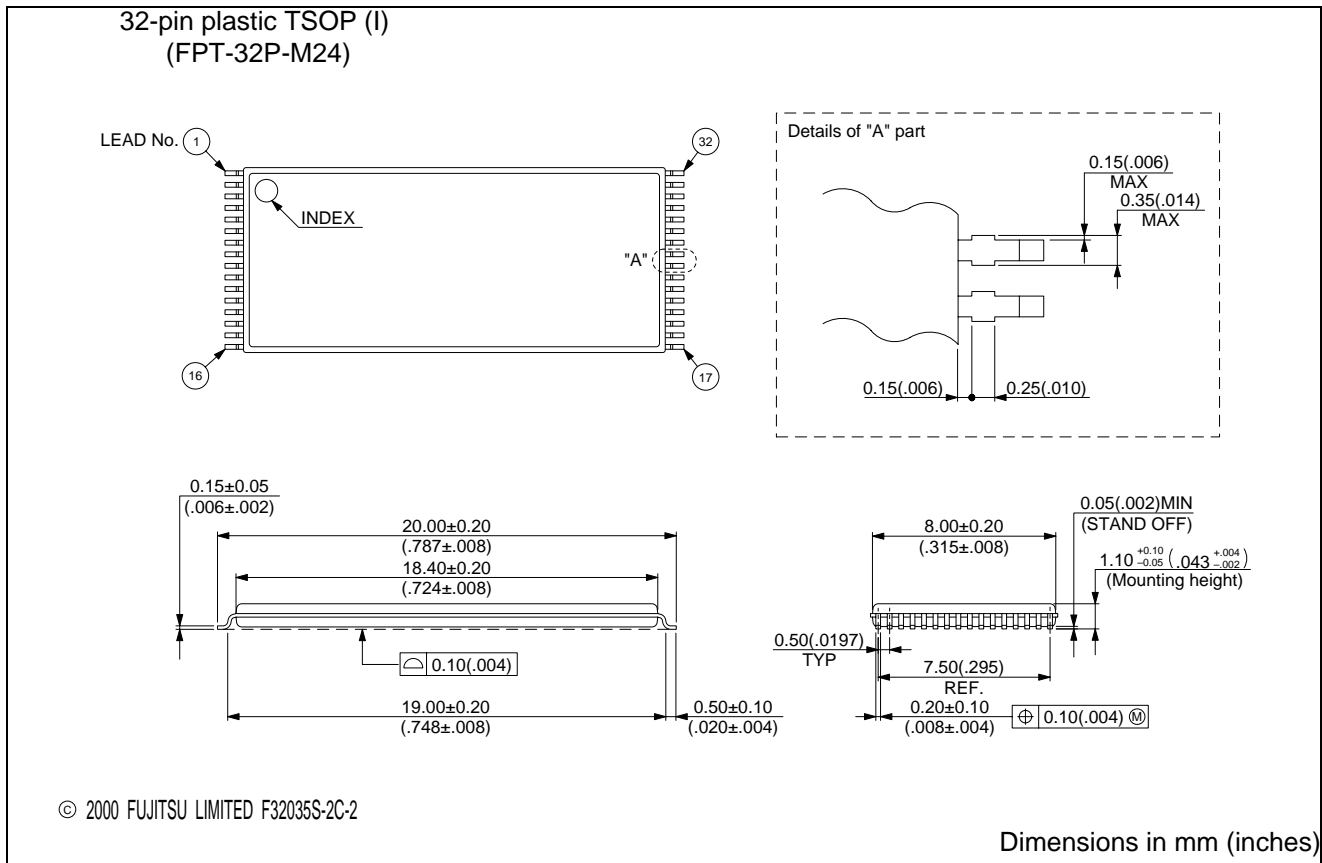 32-pin plastic TSOP (I)
(FPT-32P-M24)
LEAD No. 1
32
INDEX
"A"
16
17
Details of "A" part
0.15(.006)
MAX
0.35(.014)
MAX
0.15(.006)
0.25(.010)
0.15±0.05
(.006±.002)
20.00±0.20
(.787±.008)
18.40±0.20
(.724±.008)
0.10(.004)
19.00±0.20
(.748±.008)
0.50±0.10
(.020±.004)
8.00±0.20
(.315±.008)
0.05(.002)MIN
(STAND OFF)
1.10 +0.10 –0.05 (.043 +.004 –.002)
(Mounting height)
0.50(.0197)
TYP
7.50(.295)
REF.
0.20±0.10
(.008±.004)
⌖ 0.10(.004) Ⓜ
© 2000 FUJITSU LIMITED F32035S-2C-2
Dimensions in mm (inches)